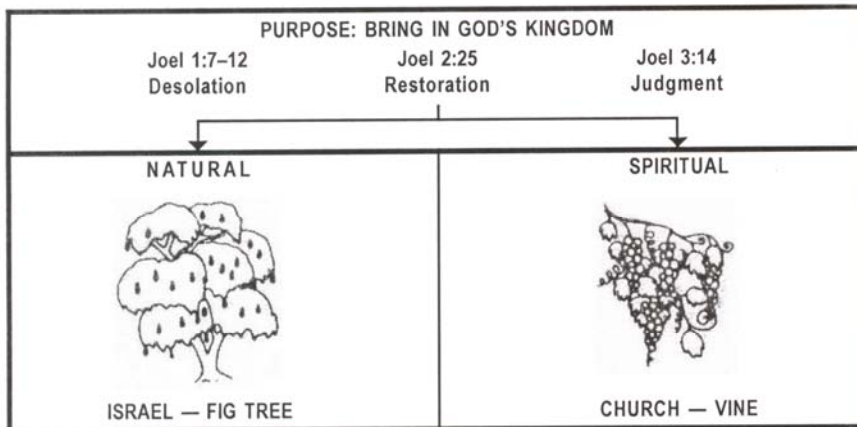 PURPOSE: BRING IN GOD'S KINGDOM
Joel 1:7–12 Joel 2:25 Joel 3:14
Desolation Restoration Judgment
NATURAL SPIRITUAL
ISRAEL — FIG TREE CHURCH — VINE